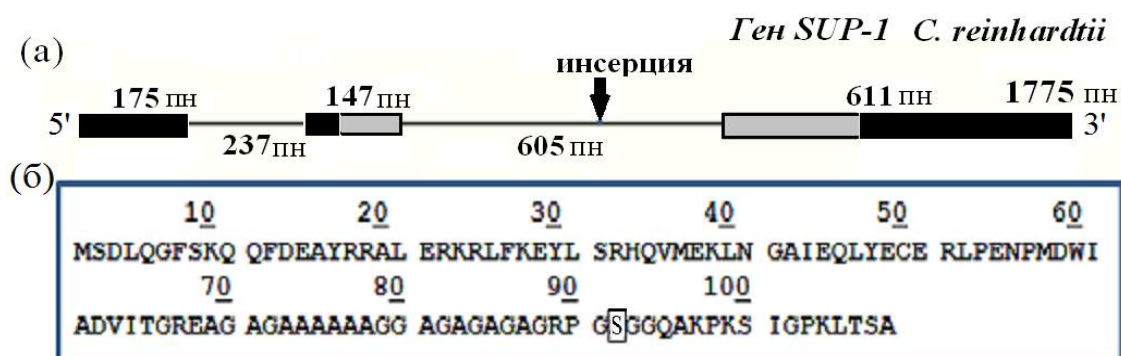 Ген SUP-1 C. reinhardtii
(а)
инсерция
175 пн
147 пн
611 пн
1775 пн
5'
3'
237 пн
605 пн
(б)
10 20 30 40 50 60
MSDLQGFSKQ QFDEAYRRAL ERKRLFKEYL SRHQVMEKLN GAIEQLYECE RLPENPMDWI
70 80 90 100
ADVITGREAG AGAAAAAAGG AGAGAGAGRP GSGGQAKPKS IGPKLTSA